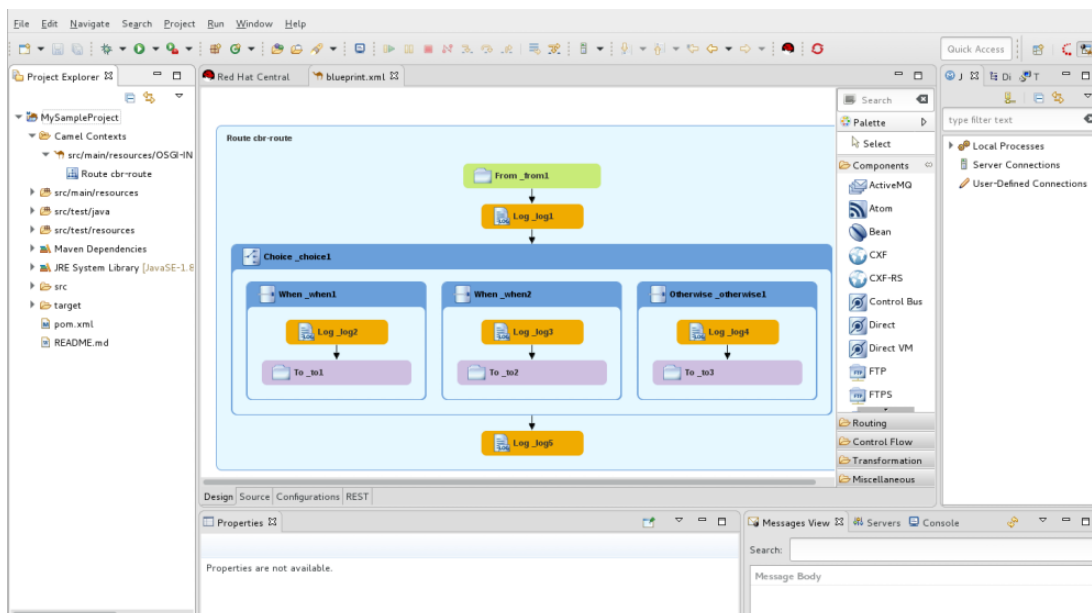 File Edit Navigate Search Project Run Window Help
Quick Access
Project Explorer
Red Hat Central
blueprint.xml
J
Di
T
MySampleProject
Camel Contexts
src/main/resources/OSGI-IN
Route cbr-route
src/main/resources
src/test/java
src/test/resources
Maven Dependencies
JRE System Library [JavaSE-1.8
src
target
pom.xml
README.md
Route cbr-route
From _from1
Log _log1
Choice _choice1
When _when1
When _when2
Otherwise _otherwise1
Log _log2
Log _log3
Log _log4
To _to1
To _to2
To _to3
Log _log5
Search
Palette
Select
Components
ActiveMQ
Atom
Bean
CXF
CXF-RS
Control Bus
Direct
Direct VM
FTP
FTPS
Routing
Control Flow
Transformation
Miscellaneous
type filter text
Local Processes
Server Connections
User-Defined Connections
Design Source Configurations REST
Properties
Properties are not available.
Messages View
Servers
Console
Search:
Message Body